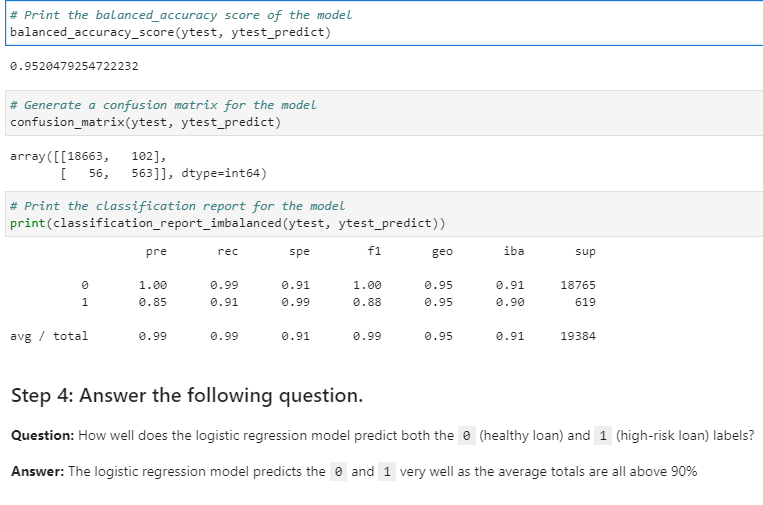 # Print the balanced_accuracy score of the model
balanced_accuracy_score(ytest, ytest_predict)
0.9520479254722232
# Generate a confusion matrix for the model
confusion_matrix(ytest, ytest_predict)
array([[18663,   102],
       [   56,   563]], dtype=int64)
# Print the classification report for the model
print(classification_report_imbalanced(ytest, ytest_predict))
pre rec spe f1 geo iba sup
0 1.00 0.99 0.91 1.00 0.95 0.91 18765
1 0.85 0.91 0.99 0.88 0.95 0.90 619
avg / total 0.99 0.99 0.91 0.99 0.95 0.91 19384
Step 4: Answer the following question.
Question: How well does the logistic regression model predict both the 0 (healthy loan) and 1 (high-risk loan) labels?
Answer: The logistic regression model predicts the 0 and 1 very well as the average totals are all above 90%